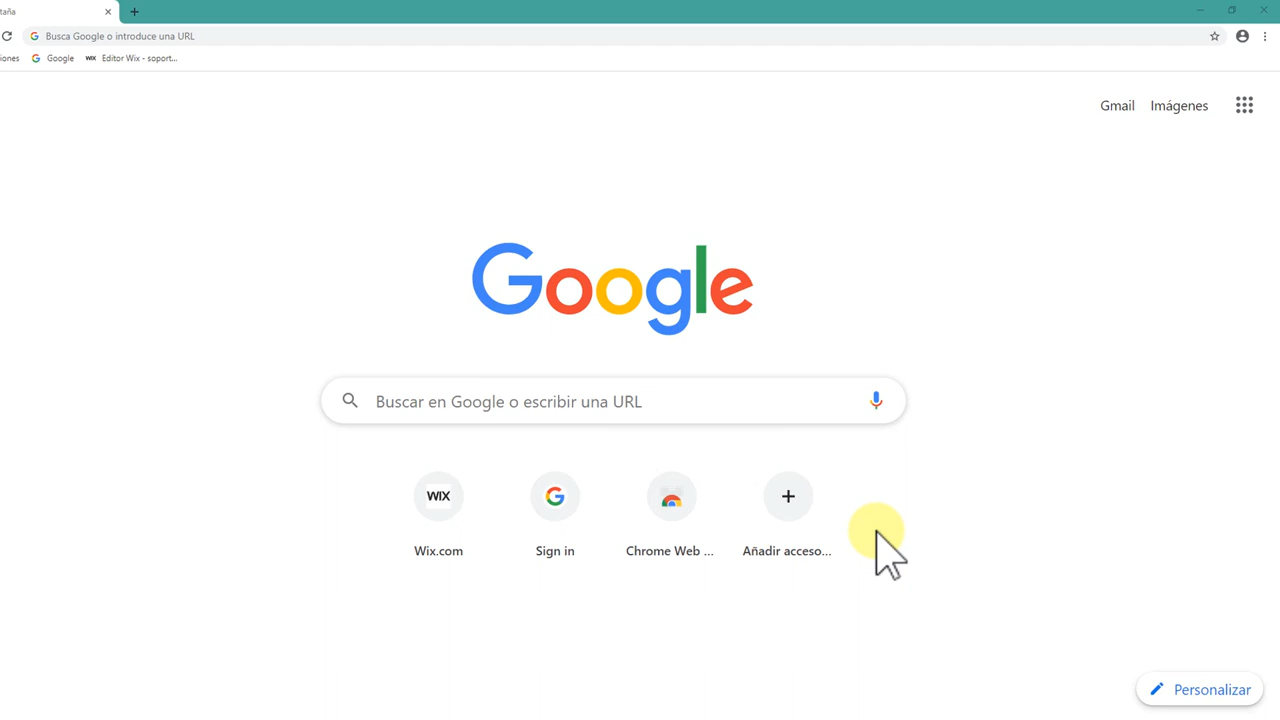 taña
Busca Google o introduce una URL
iones Google WIX Editor Wix - soport...
Gmail Imágenes
Google
Buscar en Google o escribir una URL
WIX
Wix.com Sign in Chrome Web ... Añadir acceso...
Personalizar